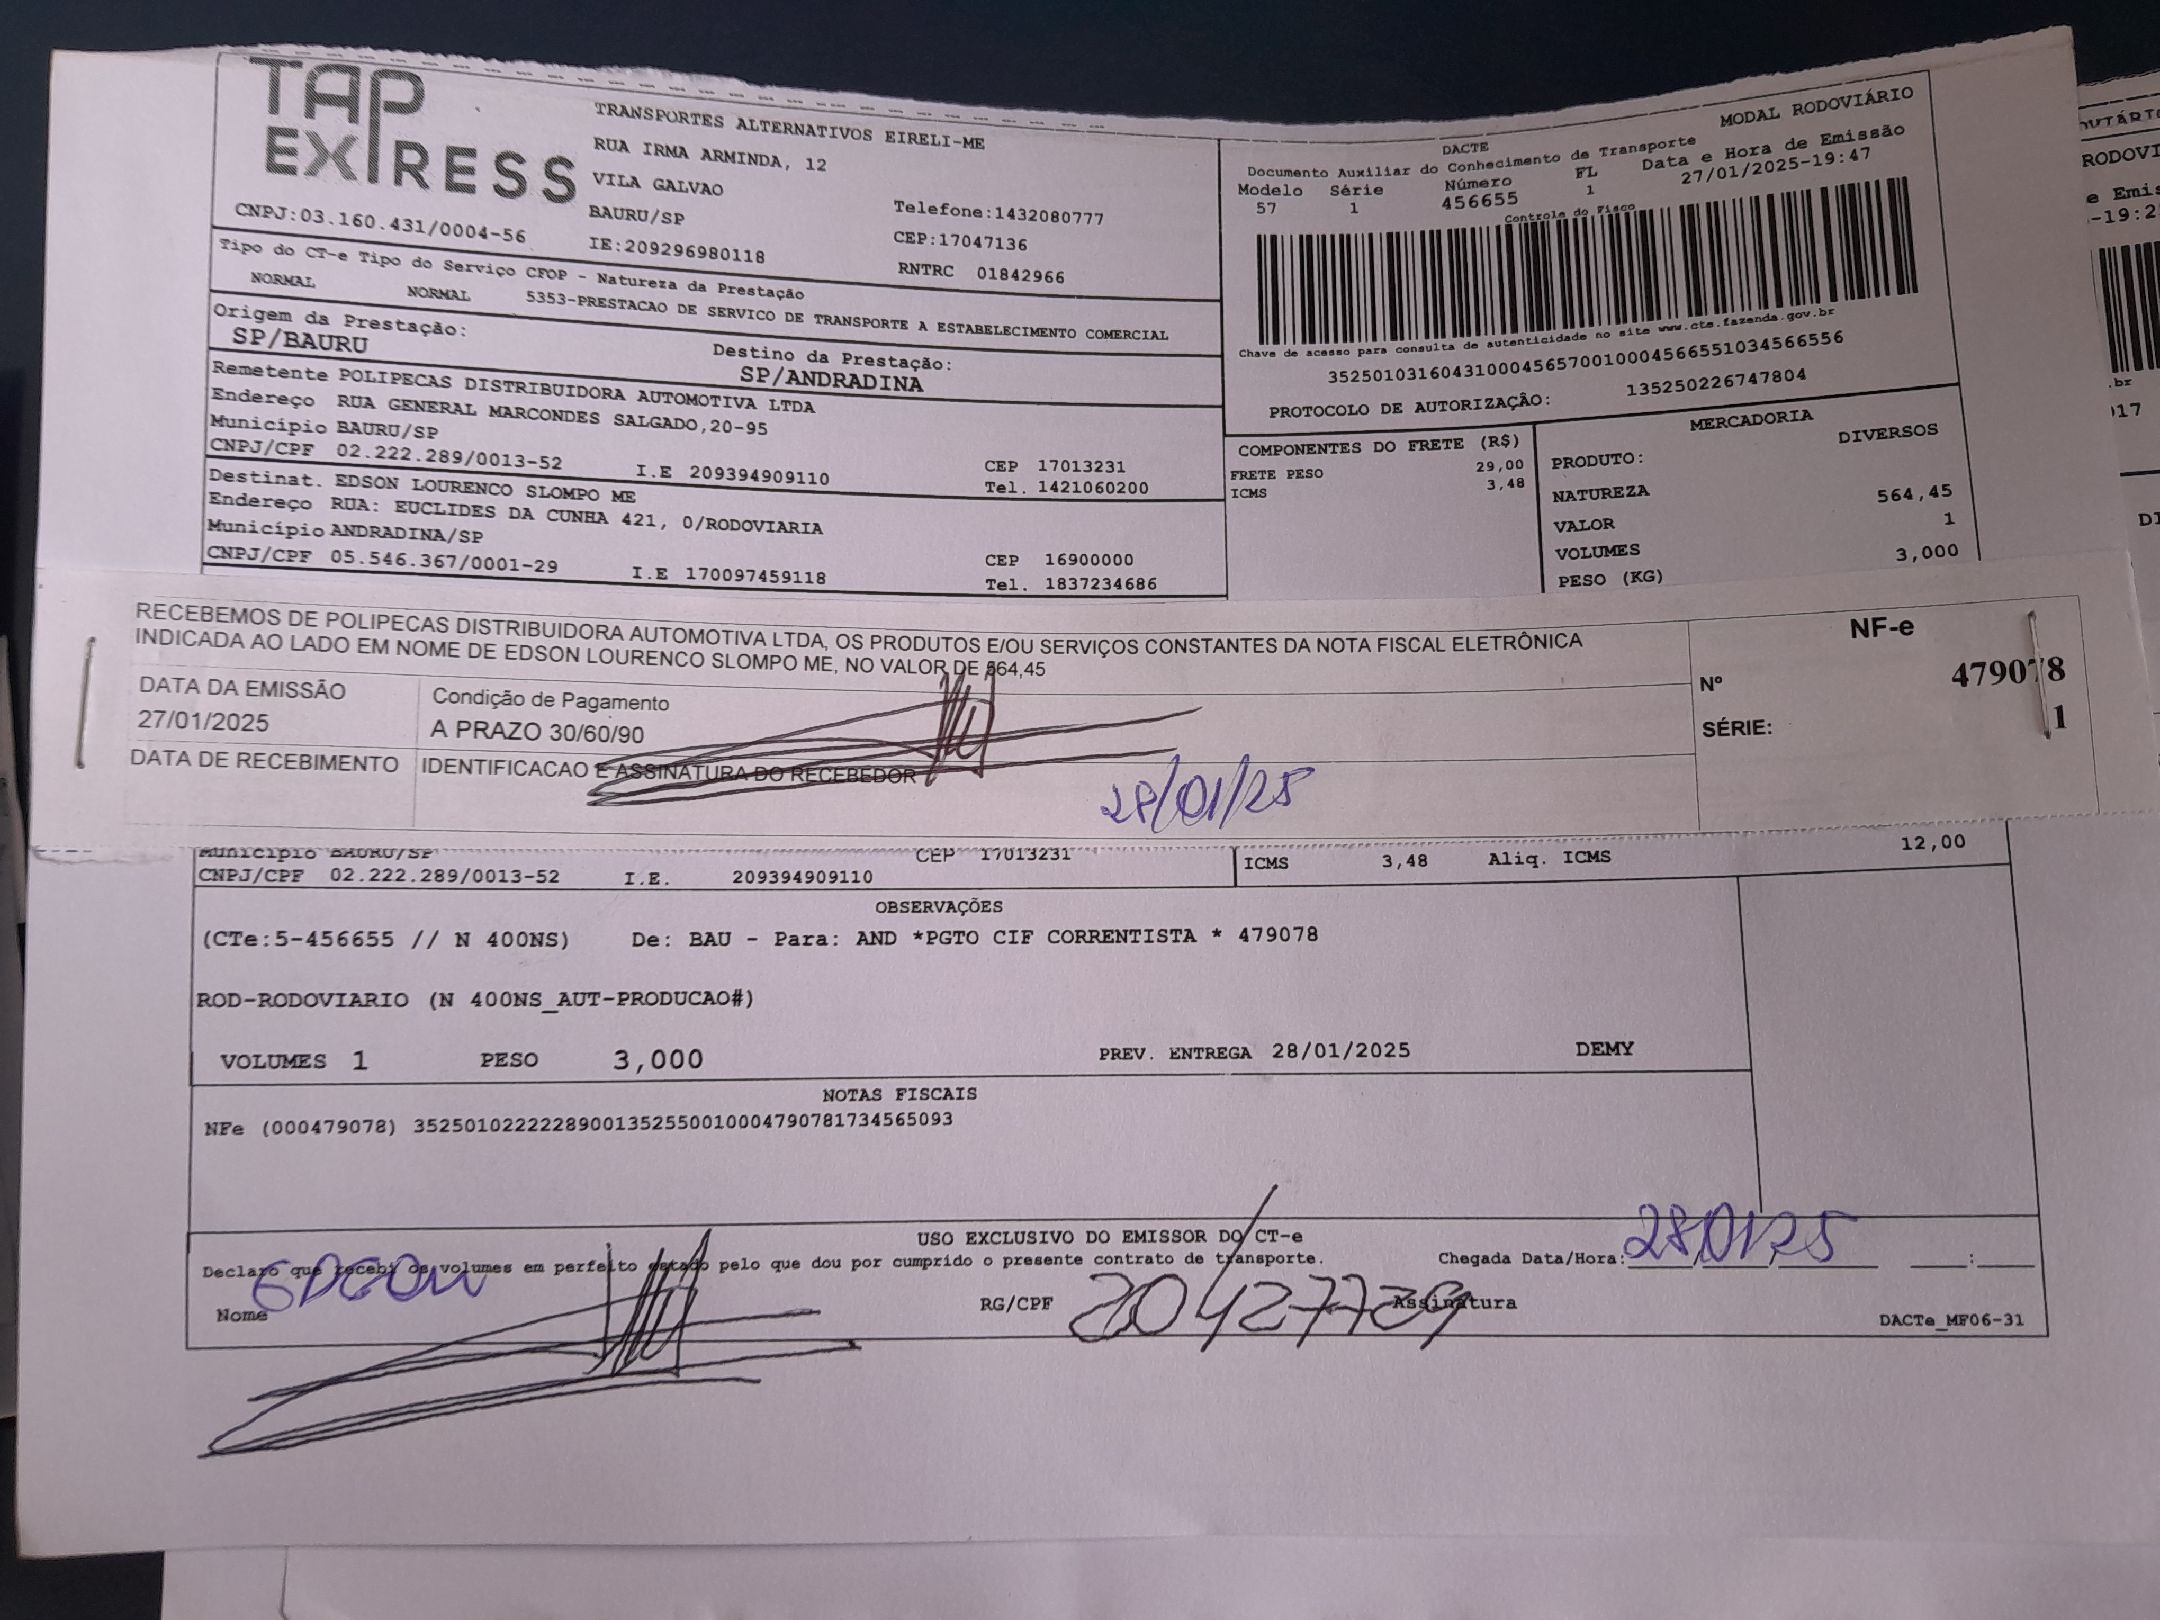 TAP
EXPRESS
TRANSPORTES ALTERNATIVOS EIRELI-ME
RUA IRMA ARMINDA, 12
VILA GALVAO
BAURU/SP
Telefone:1432080777
CNPJ:03.160.431/0004-56
IE:209296980118
CEP:17047136
RNTRC 01842966
Tipo do CT-e Tipo do Serviço CFOP - Natureza da Prestação
NORMAL NORMAL 5353-PRESTACAO DE SERVICO DE TRANSPORTE A ESTABELECIMENTO COMERCIAL
Origem da Prestação:
SP/BAURU
Destino da Prestação:
SP/ANDRADINA
Remetente POLIPECAS DISTRIBUIDORA AUTOMOTIVA LTDA
Endereço RUA GENERAL MARCONDES SALGADO,20-95
Município BAURU/SP
CEP 17013231
CNPJ/CPF 02.222.289/0013-52 I.E 209394909110 Tel. 1421060200
Destinat. EDSON LOURENCO SLOMPO ME
Endereço RUA: EUCLIDES DA CUNHA 421, 0/RODOVIARIA
Município ANDRADINA/SP
CEP 16900000
CNPJ/CPF 05.546.367/0001-29 I.E 170097459118 Tel. 1837234686
DACTE MODAL RODOVIÁRIO
Documento Auxiliar do Conhecimento de Transporte Data e Hora de Emissão
Modelo Série Número FL
57 1 456655 1 27/01/2025-19:47
Controle do Fisco
Chave de acesso para consulta de autenticidade no site www.cte.fazenda.gov.br
35250103160431000456570010004566551034566556
PROTOCOLO DE AUTORIZAÇÃO: 135250226747804
COMPONENTES DO FRETE (R$)
FRETE PESO 29,00
ICMS 3,48
MERCADORIA
PRODUTO: DIVERSOS
NATUREZA
VALOR 564,45
VOLUMES 1
PESO (KG) 3,000
RECEBEMOS DE POLIPECAS DISTRIBUIDORA AUTOMOTIVA LTDA, OS PRODUTOS E/OU SERVIÇOS CONSTANTES DA NOTA FISCAL ELETRÔNICA
INDICADA AO LADO EM NOME DE EDSON LOURENCO SLOMPO ME, NO VALOR DE 564,45
NF-e
Nº 479078
SÉRIE: 1
DATA DA EMISSÃO Condição de Pagamento
27/01/2025 A PRAZO 30/60/90
DATA DE RECEBIMENTO IDENTIFICACAO E ASSINATURA DO RECEBEDOR
28/01/25
Município BAURU/SP CEP 17013231
CNPJ/CPF 02.222.289/0013-52 I.E. 209394909110
ICMS 3,48 Aliq. ICMS 12,00
OBSERVAÇÕES
(CTe:5-456655 // N 400NS) De: BAU - Para: AND *PGTO CIF CORRENTISTA * 479078
ROD-RODOVIARIO (N 400NS_AUT-PRODUCAO#)
VOLUMES 1 PESO 3,000 PREV. ENTREGA 28/01/2025 DEMY
NOTAS FISCAIS
NFe (000479078) 35250102222289001352550010004790781734565093
USO EXCLUSIVO DO EMISSOR DO CT-e
Declaro que recebi os volumes em perfeito estado pelo que dou por cumprido o presente contrato de transporte. Chegada Data/Hora: 28/01/25 :
Nome EDSON RG/CPF 20427729 Assinatura
DACTe_MF06-31